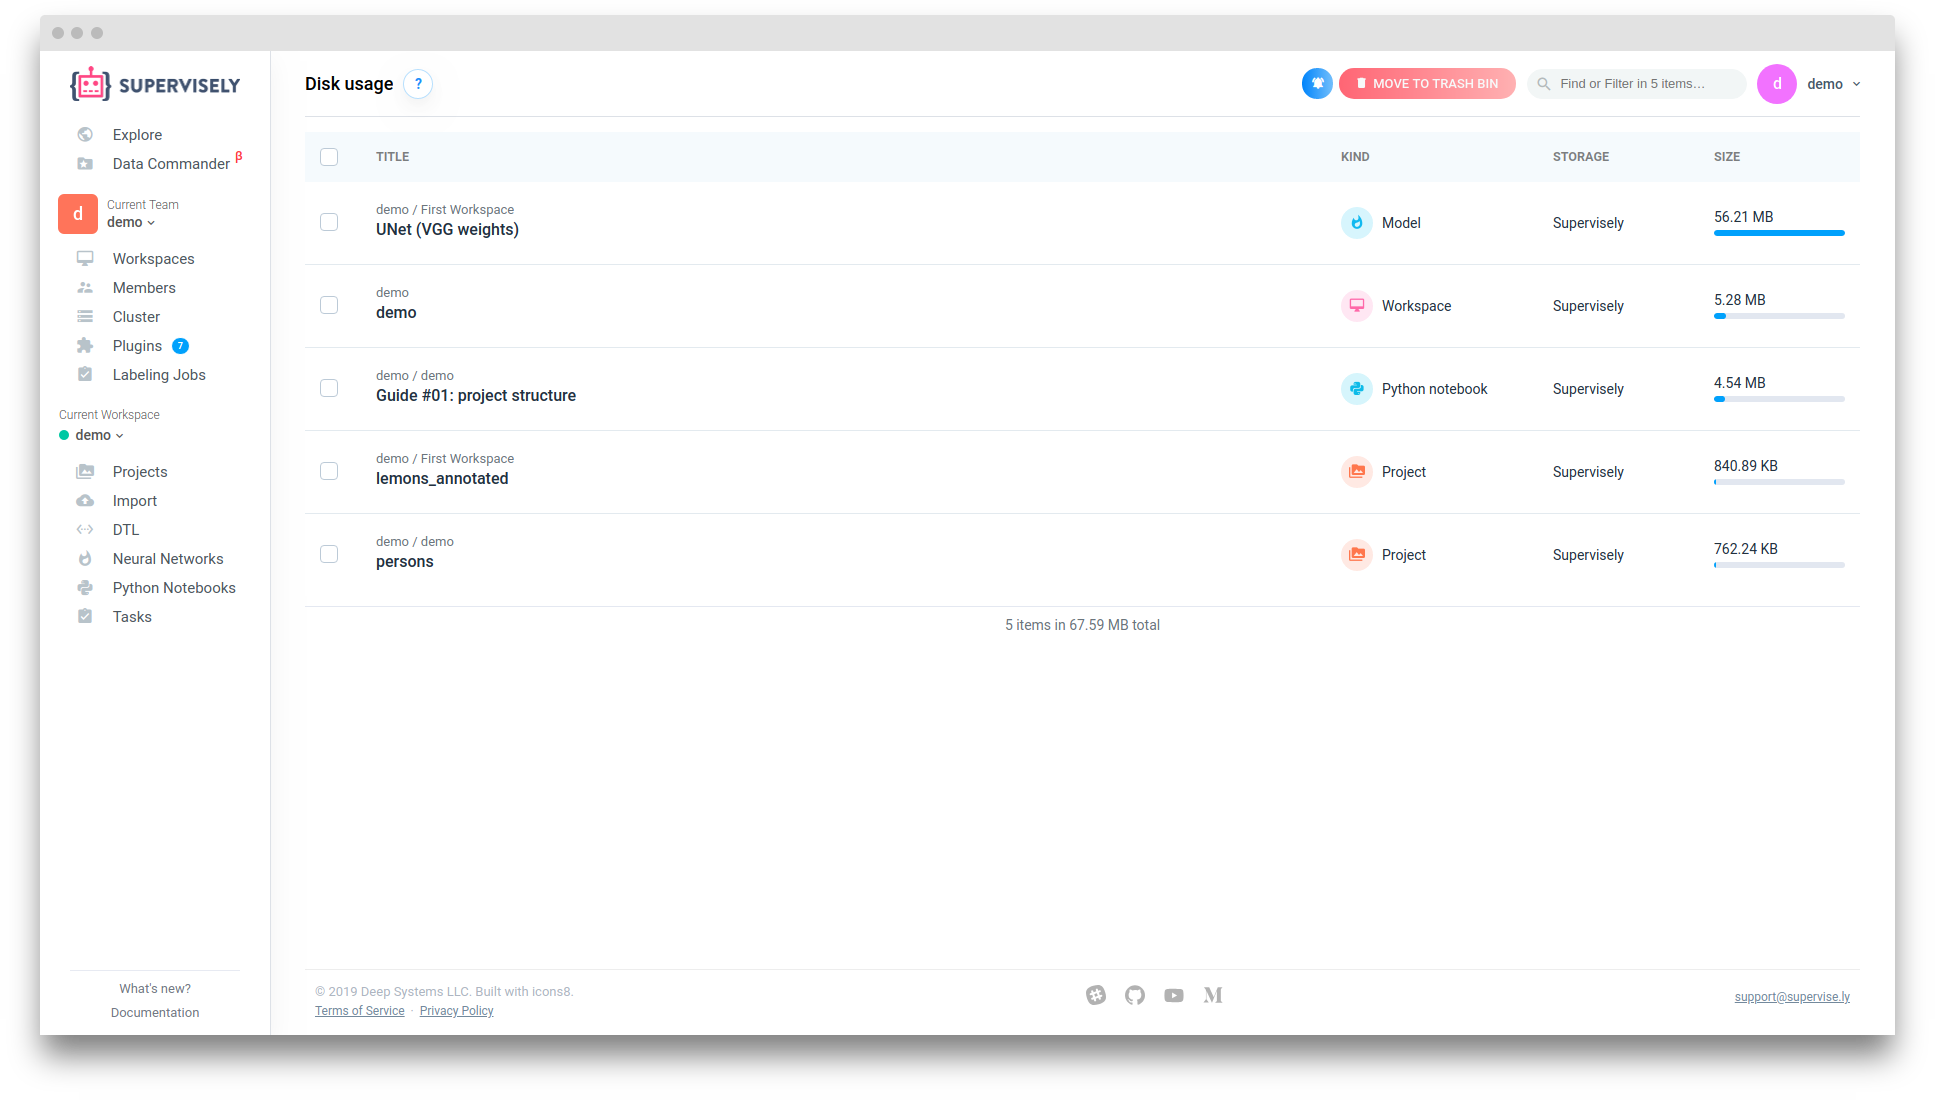 SUPERVISELY
Explore
Data Commander β
d
Current Team
demo
Workspaces
Members
Cluster
Plugins 7
Labeling Jobs
Current Workspace
demo
Projects
Import
DTL
Neural Networks
Python Notebooks
Tasks
What's new?
Documentation
Disk usage ?
MOVE TO TRASH BIN
Find or Filter in 5 items...
d
demo
TITLE KIND STORAGE SIZE
demo / First Workspace
UNet (VGG weights) Model Supervisely 56.21 MB
demo
demo Workspace Supervisely 5.28 MB
demo / demo
Guide #01: project structure Python notebook Supervisely 4.54 MB
demo / First Workspace
lemons_annotated Project Supervisely 840.89 KB
demo / demo
persons Project Supervisely 762.24 KB
5 items in 67.59 MB total
© 2019 Deep Systems LLC. Built with icons8.
Terms of Service · Privacy Policy
M
support@supervise.ly